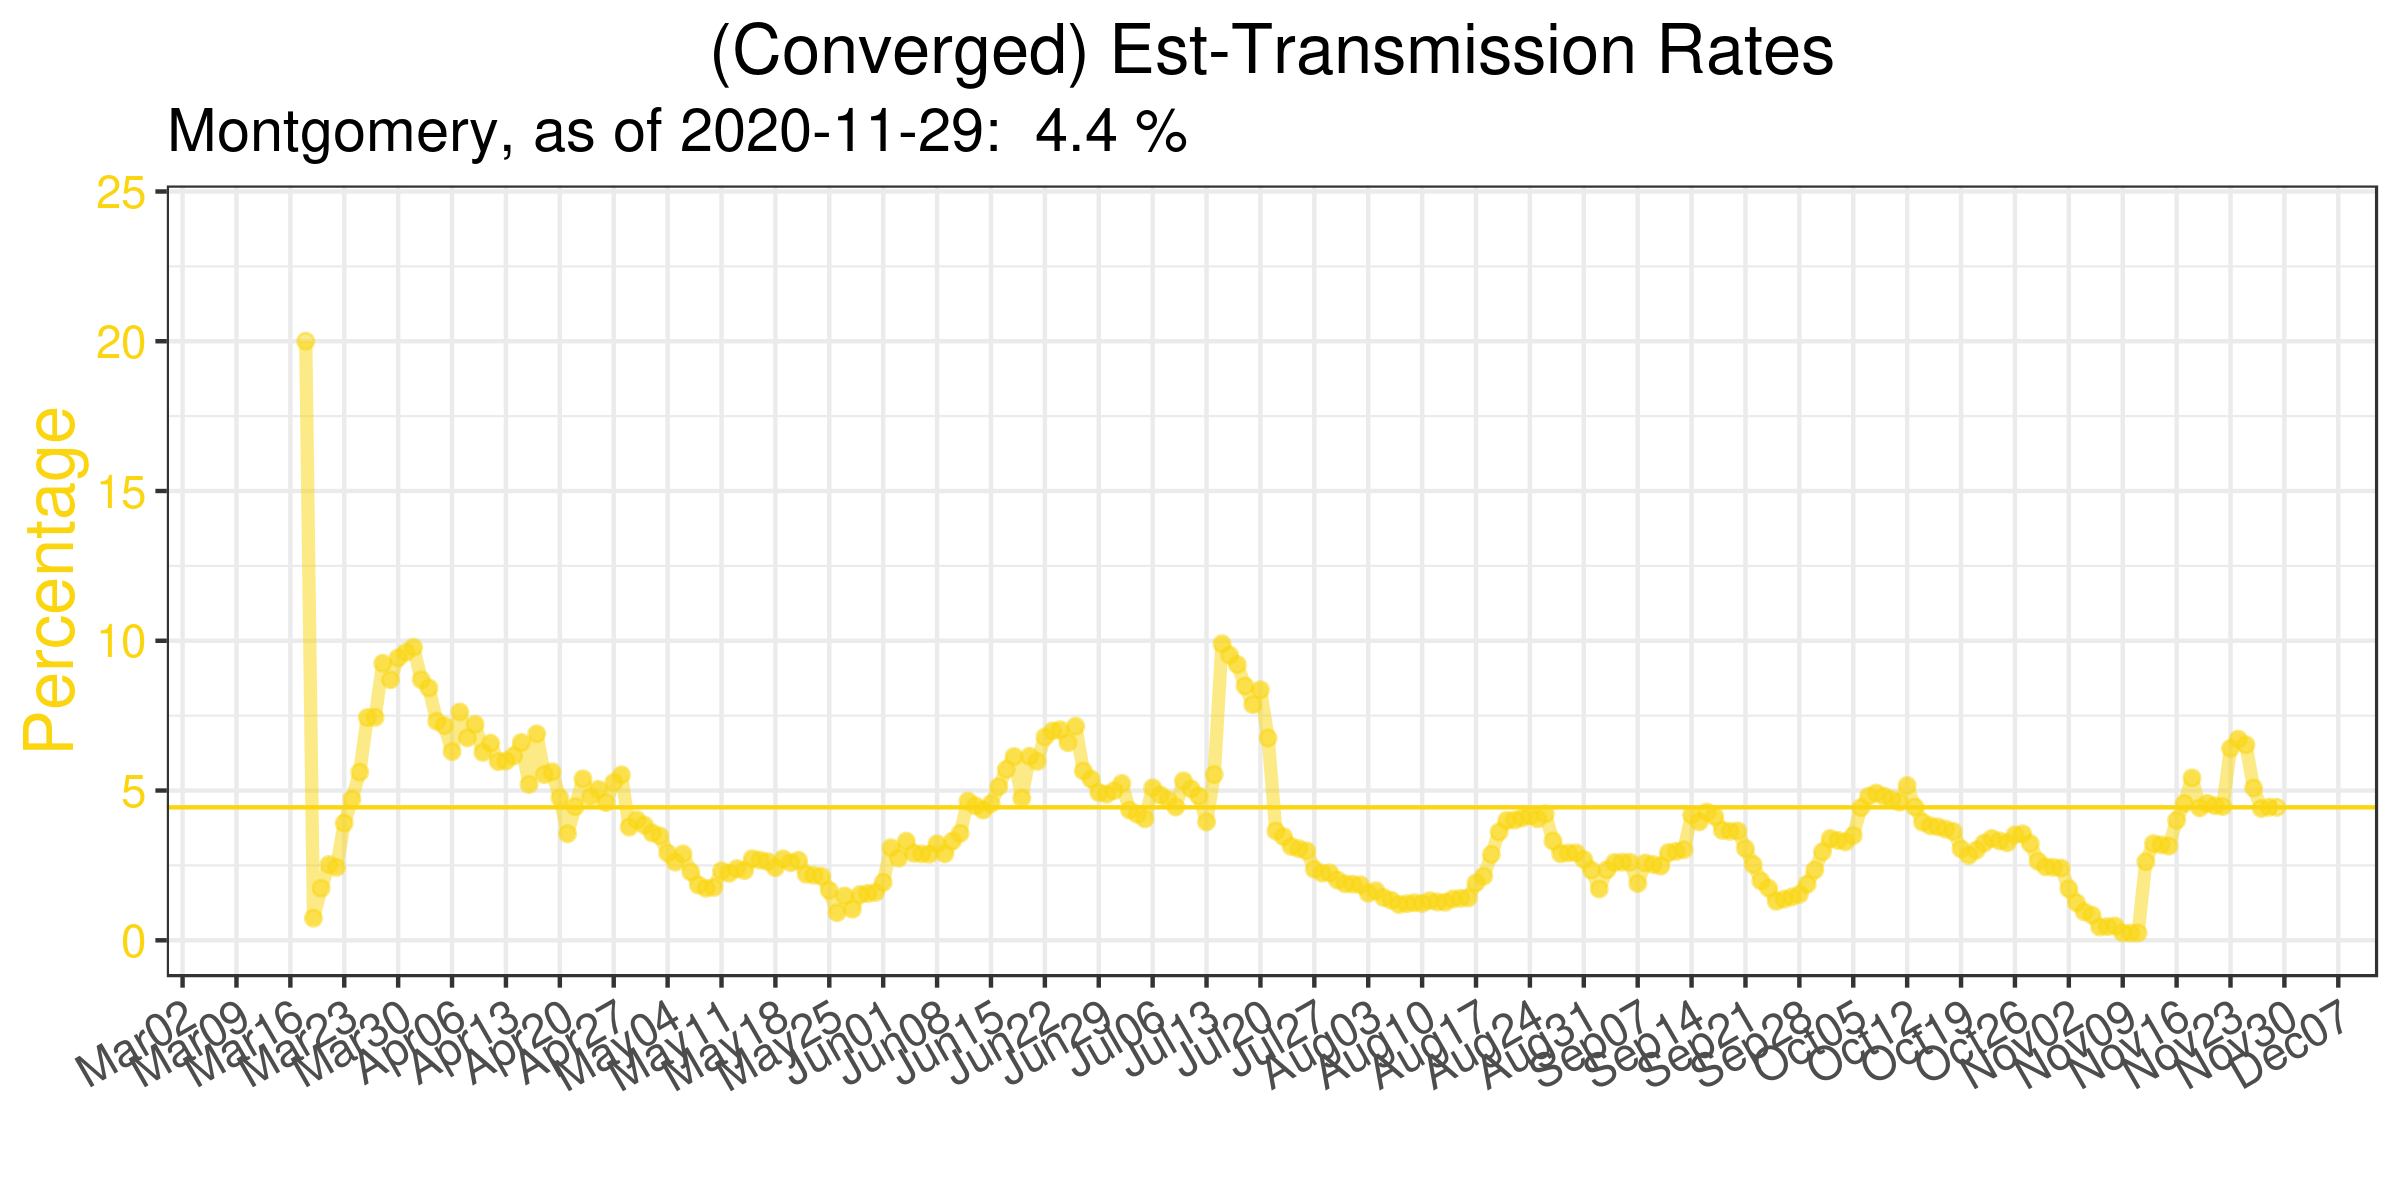 (Converged) Est-Transmission Rates
Montgomery, as of 2020-11-29:  4.4 %
Percentage
25
20
15
10
5
0
Mar02
Mar09
Mar16
Mar23
Mar30
Apr06
Apr13
Apr20
Apr27
May04
May11
May18
May25
Jun01
Jun08
Jun15
Jun22
Jun29
Jul06
Jul13
Jul20
Jul27
Aug03
Aug10
Aug17
Aug24
Aug31
Sep07
Sep14
Sep21
Sep28
Oct05
Oct12
Oct19
Oct26
Nov02
Nov09
Nov16
Nov23
Nov30
Dec07